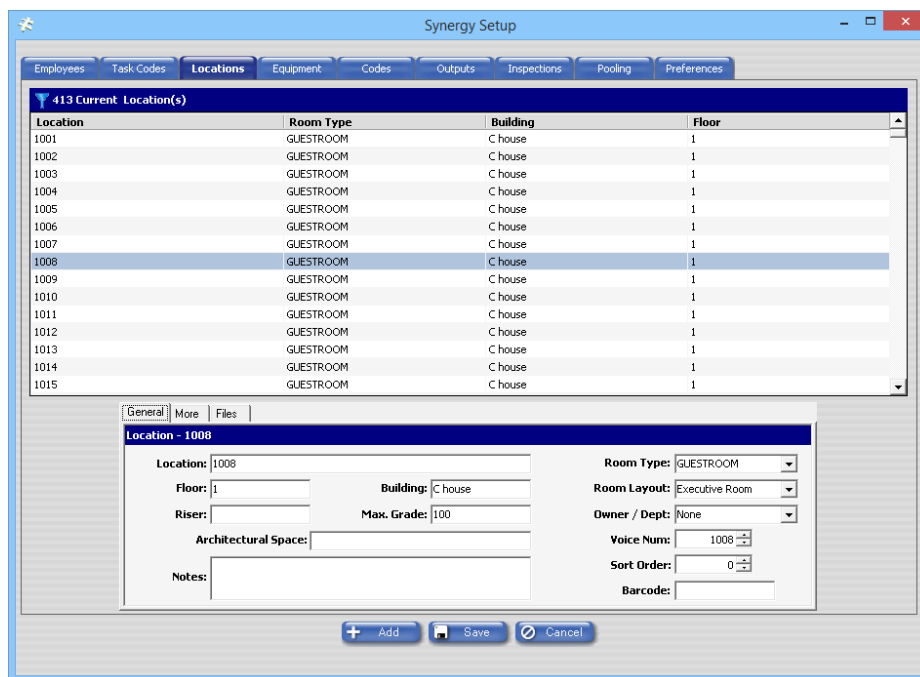 Synergy Setup
Employees Task Codes Locations Equipment Codes Outputs Inspections Pooling Preferences
413 Current Location(s)
Location Room Type Building Floor
1001 GUESTROOM C house 1
1002 GUESTROOM C house 1
1003 GUESTROOM C house 1
1004 GUESTROOM C house 1
1005 GUESTROOM C house 1
1006 GUESTROOM C house 1
1007 GUESTROOM C house 1
1008 GUESTROOM C house 1
1009 GUESTROOM C house 1
1010 GUESTROOM C house 1
1011 GUESTROOM C house 1
1012 GUESTROOM C house 1
1013 GUESTROOM C house 1
1014 GUESTROOM C house 1
1015 GUESTROOM C house 1
General More Files
Location - 1008
Location: 1008 Room Type: GUESTROOM
Floor: 1 Building: C house Room Layout: Executive Room
Riser: Max. Grade: 100 Owner / Dept: None
Architectural Space: Voice Num: 1008
Notes: Sort Order: 0
Barcode:
Add Save Cancel